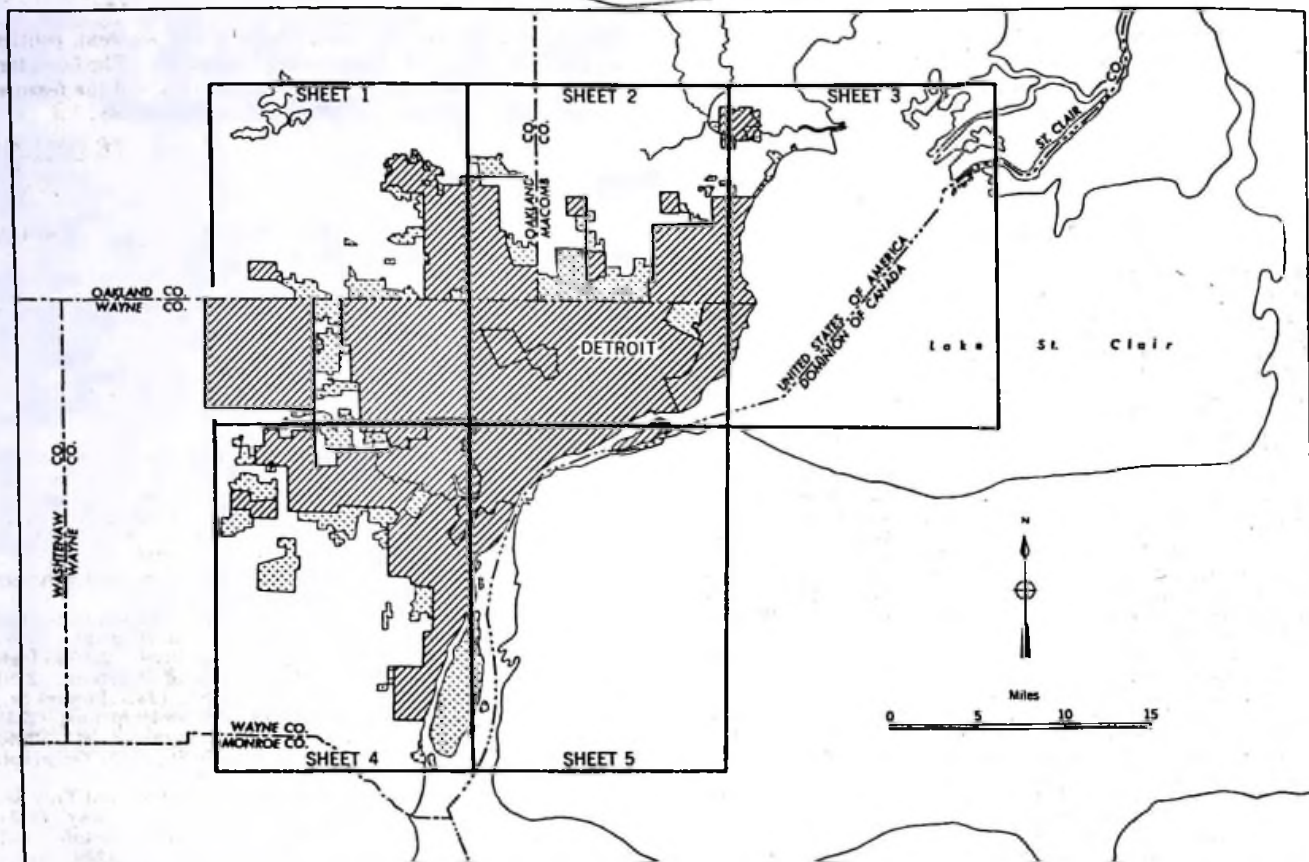 SHEET 1
SHEET 2
SHEET 3
CO.
CO.
OAKLAND
MACOMB
ST. CLAIR CO.
OAKLAND CO.
WAYNE CO.
DETROIT
UNITED STATES OF AMERICA
DOMINION OF CANADA
Lake St. Clair
CO.
CO.
WASHTENAW
WAYNE
N
Miles
0 5 10 15
WAYNE CO.
MONROE CO.
SHEET 4
SHEET 5